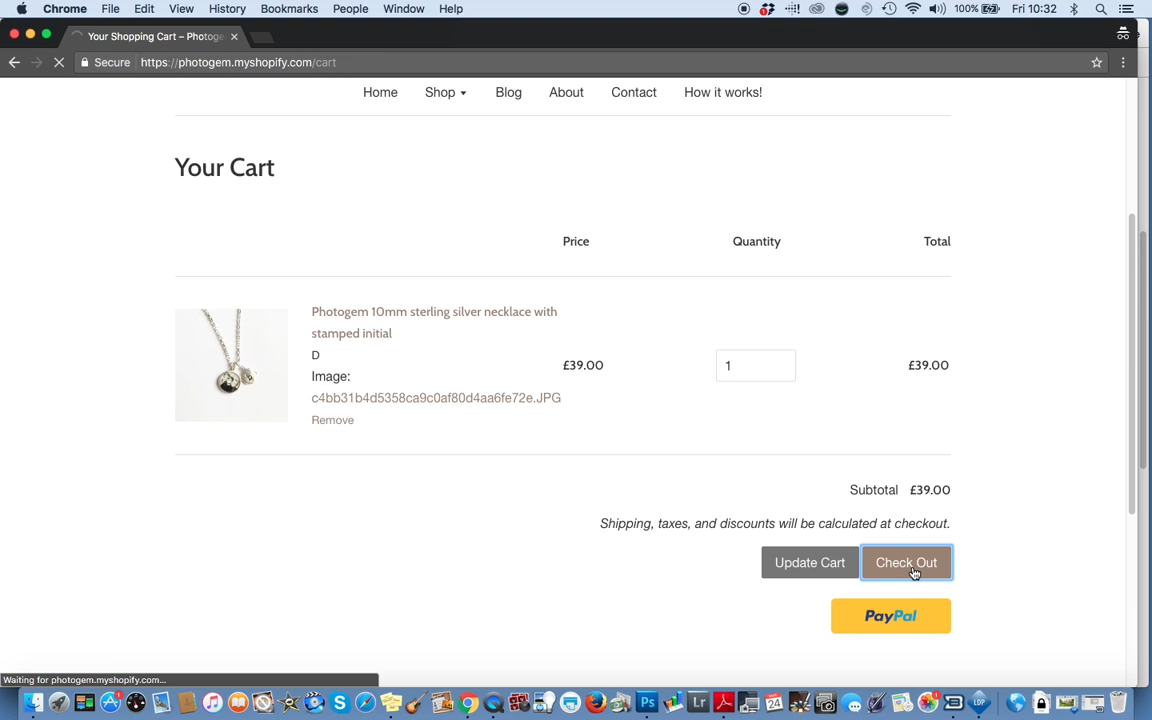 Chrome File Edit View History Bookmarks People Window Help 100% Fri 10:32
Your Shopping Cart – Photoge
Secure https://photogem.myshopify.com/cart
Home Shop Blog About Contact How it works!
Your Cart
Price Quantity Total
Photogem 10mm sterling silver necklace with
stamped initial
D
Image:
c4bb31b4d5358ca9c0af80d4aa6fe72e.JPG
Remove
£39.00 1 £39.00
Subtotal £39.00
Shipping, taxes, and discounts will be calculated at checkout.
Update Cart Check Out
PayPal
Waiting for photogem.myshopify.com...